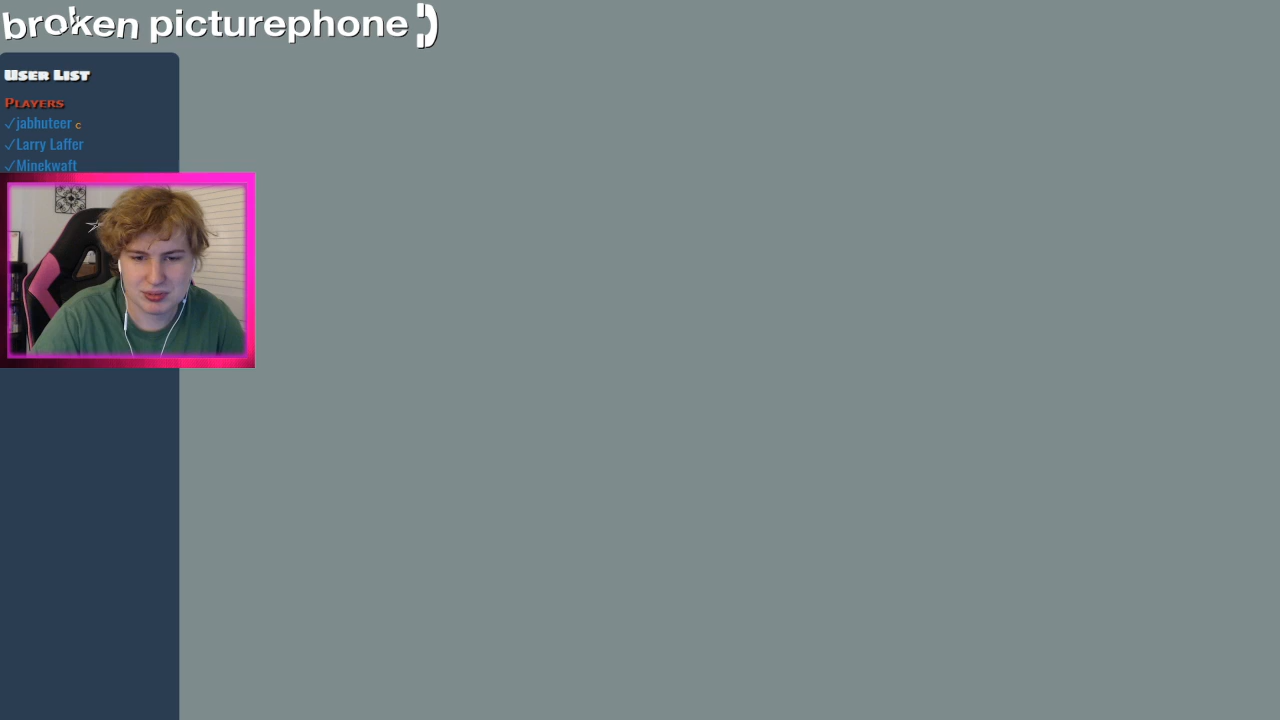 broken picturephone
User List
Players
✓jabhuteer c
✓Larry Laffer
✓Minekwaft